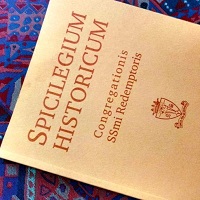 SPICILEGIUM
HISTORICUM
Congregationis
SSmi Redemptoris